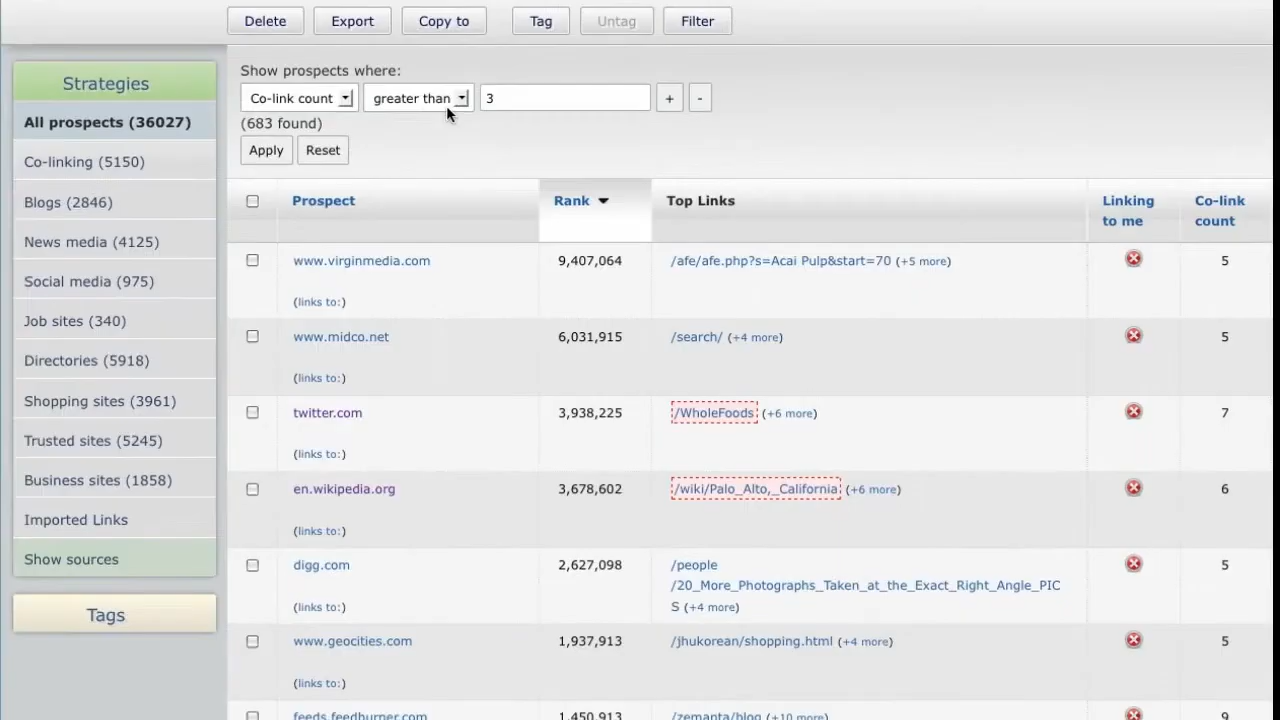 Delete Export Copy to Tag Untag Filter
Strategies
All prospects (36027)
Co-linking (5150)
Blogs (2846)
News media (4125)
Social media (975)
Job sites (340)
Directories (5918)
Shopping sites (3961)
Trusted sites (5245)
Business sites (1858)
Imported Links
Show sources
Tags
Show prospects where:
Co-link count greater than 3 + -
(683 found)
Apply Reset
Prospect Rank Top Links Linking to me Co-link count
www.virginmedia.com 9,407,064 /afe/afe.php?s=Acai Pulp&start=70 (+5 more) 5
(links to:)
www.midco.net 6,031,915 /search/ (+4 more) 5
(links to:)
twitter.com 3,938,225 /WholeFoods (+6 more) 7
(links to:)
en.wikipedia.org 3,678,602 /wiki/Palo_Alto,_California (+6 more) 6
(links to:)
digg.com 2,627,098 /people 5
/20_More_Photographs_Taken_at_the_Exact_Right_Angle_PIC
S (+4 more)
(links to:)
www.geocities.com 1,937,913 /jhukorean/shopping.html (+4 more) 5
(links to:)
feeds.feedburner.com 1,450,913 /zemanta/blog (+10 more) 9